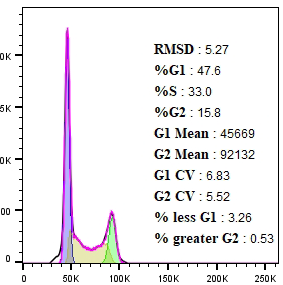 RMSD : 5.27
%G1 : 47.6
%S : 33.0
%G2 : 15.8
G1 Mean : 45669
G2 Mean : 92132
G1 CV : 6.83
G2 CV : 5.52
% less G1 : 3.26
% greater G2 : 0.53
0
0 50K 100K 150K 200K 250K